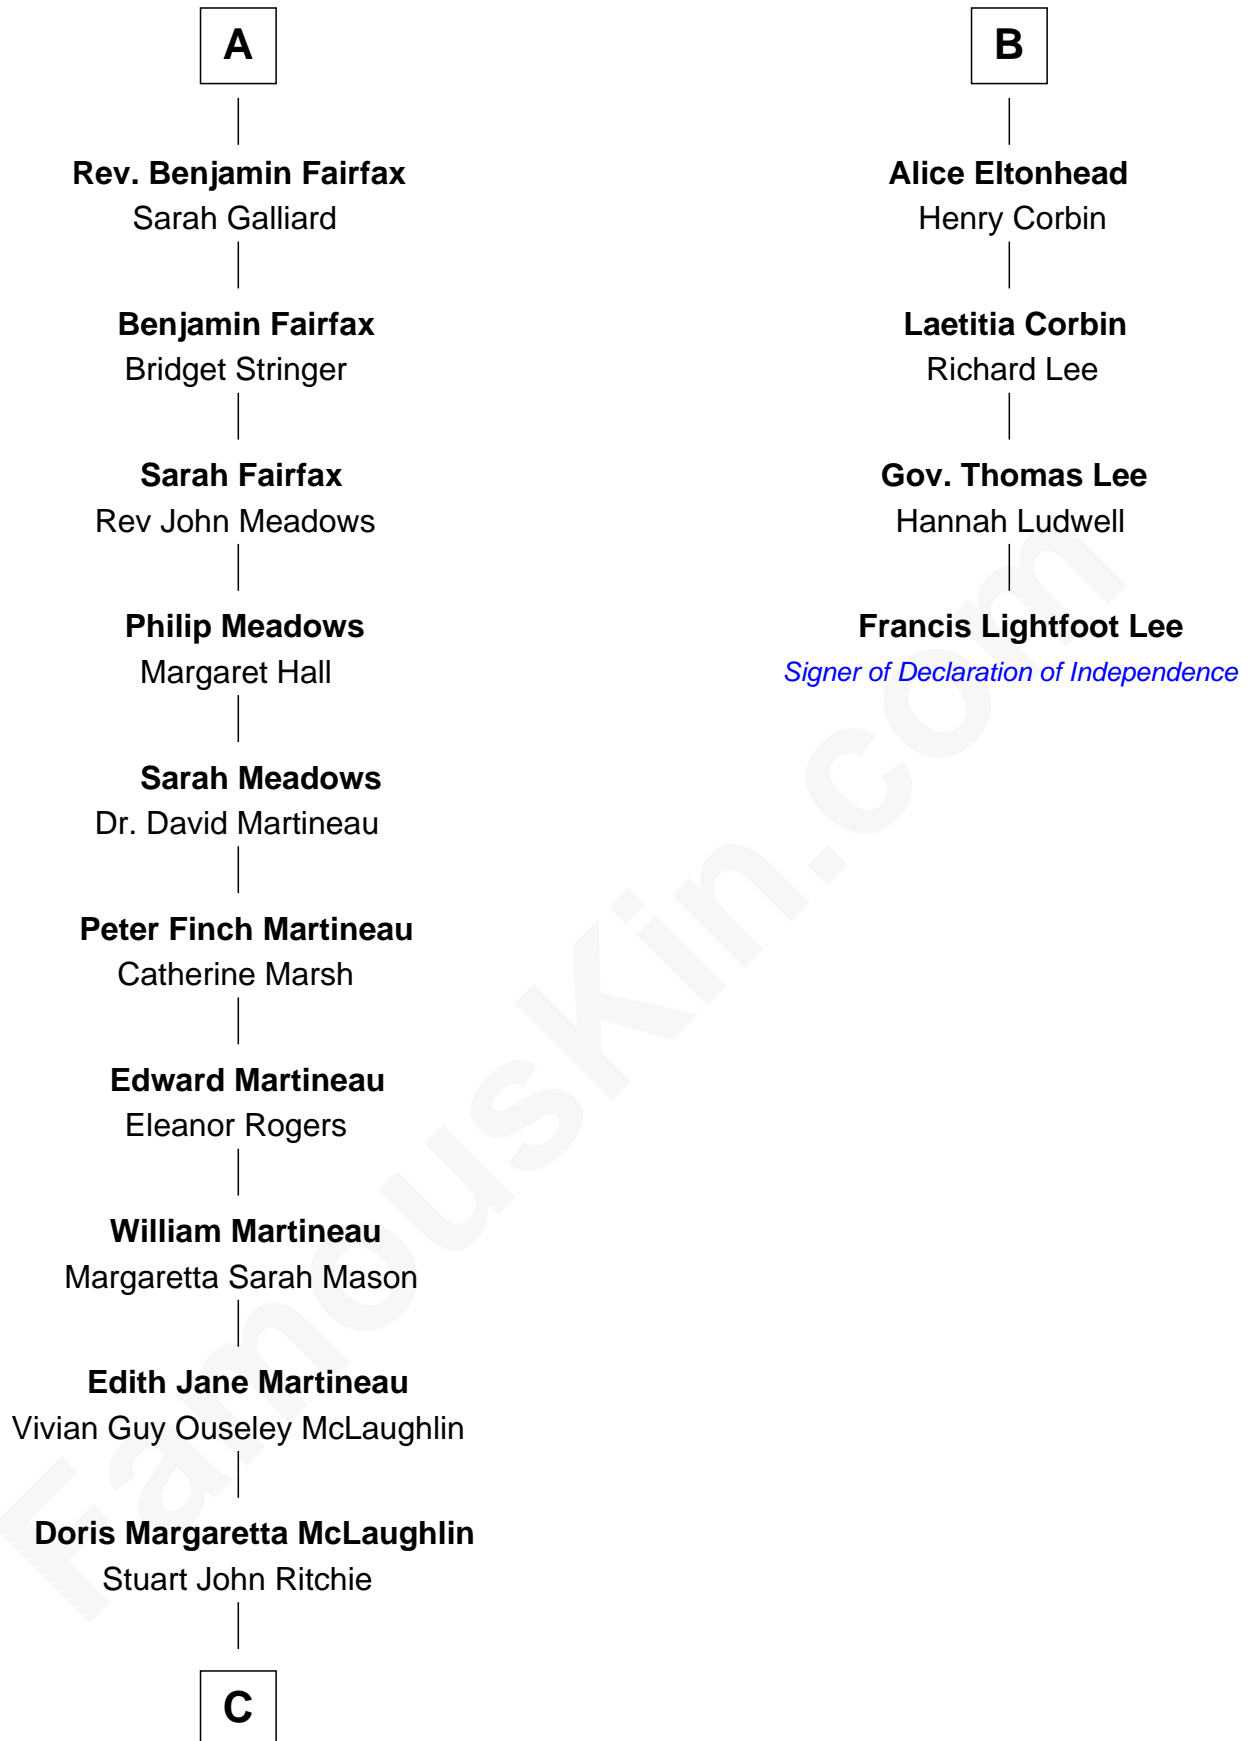 A
Rev. Benjamin Fairfax
Sarah Galliard
Benjamin Fairfax
Bridget Stringer
Sarah Fairfax
Rev John Meadows
Philip Meadows
Margaret Hall
Sarah Meadows
Dr. David Martineau
Peter Finch Martineau
Catherine Marsh
Edward Martineau
Eleanor Rogers
William Martineau
Margaretta Sarah Mason
Edith Jane Martineau
Vivian Guy Ouseley McLaughlin
Doris Margaretta McLaughlin
Stuart John Ritchie
C
B
Alice Eltonhead
Henry Corbin
Laetitia Corbin
Richard Lee
Gov. Thomas Lee
Hannah Ludwell
Francis Lightfoot Lee
Signer of Declaration of Independence
FamousKin.com